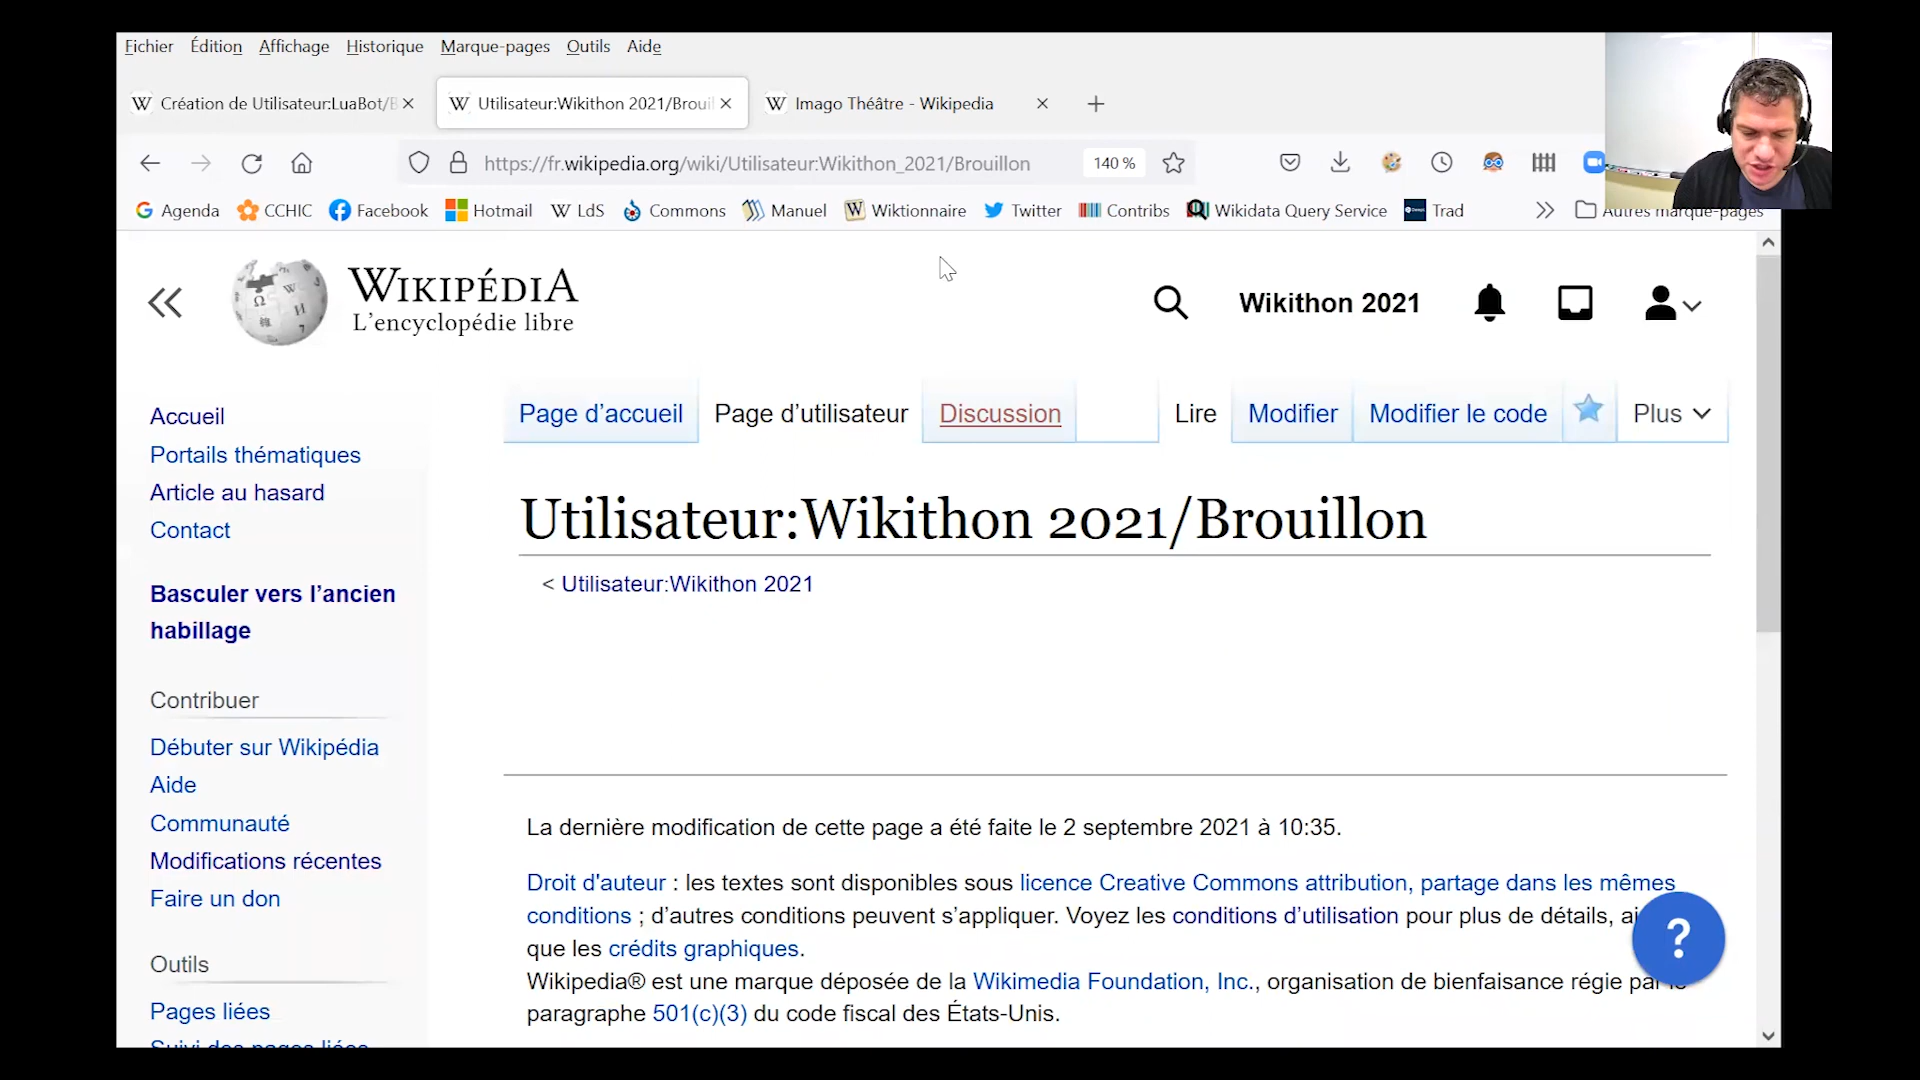 Fichier Édition Affichage Historique Marque-pages Outils Aide
Création de Utilisateur:LuaBot/B
Utilisateur:Wikithon 2021/Brouil
Imago Théâtre - Wikipedia
https://fr.wikipedia.org/wiki/Utilisateur:Wikithon_2021/Brouillon
140 %
Agenda CCHIC Facebook Hotmail LdS Commons Manuel Wiktionnaire Twitter Contribs Wikidata Query Service Trad Autres marque-pages
WIKIPÉDIA
L'encyclopédie libre
Wikithon 2021
Page d’accueil Page d’utilisateur Discussion Lire Modifier Modifier le code Plus
Accueil
Portails thématiques
Article au hasard
Contact
Basculer vers l’ancien
habillage
Contribuer
Débuter sur Wikipédia
Aide
Communauté
Modifications récentes
Faire un don
Outils
Pages liées
Suivi des pages liées
Utilisateur:Wikithon 2021/Brouillon
< Utilisateur:Wikithon 2021
La dernière modification de cette page a été faite le 2 septembre 2021 à 10:35.
Droit d'auteur : les textes sont disponibles sous licence Creative Commons attribution, partage dans les mêmes
conditions ; d’autres conditions peuvent s’appliquer. Voyez les conditions d’utilisation pour plus de détails,
que les crédits graphiques.
Wikipedia® est une marque déposée de la Wikimedia Foundation, Inc., organisation de bienfaisance régie par le
paragraphe 501(c)(3) du code fiscal des États-Unis.
?